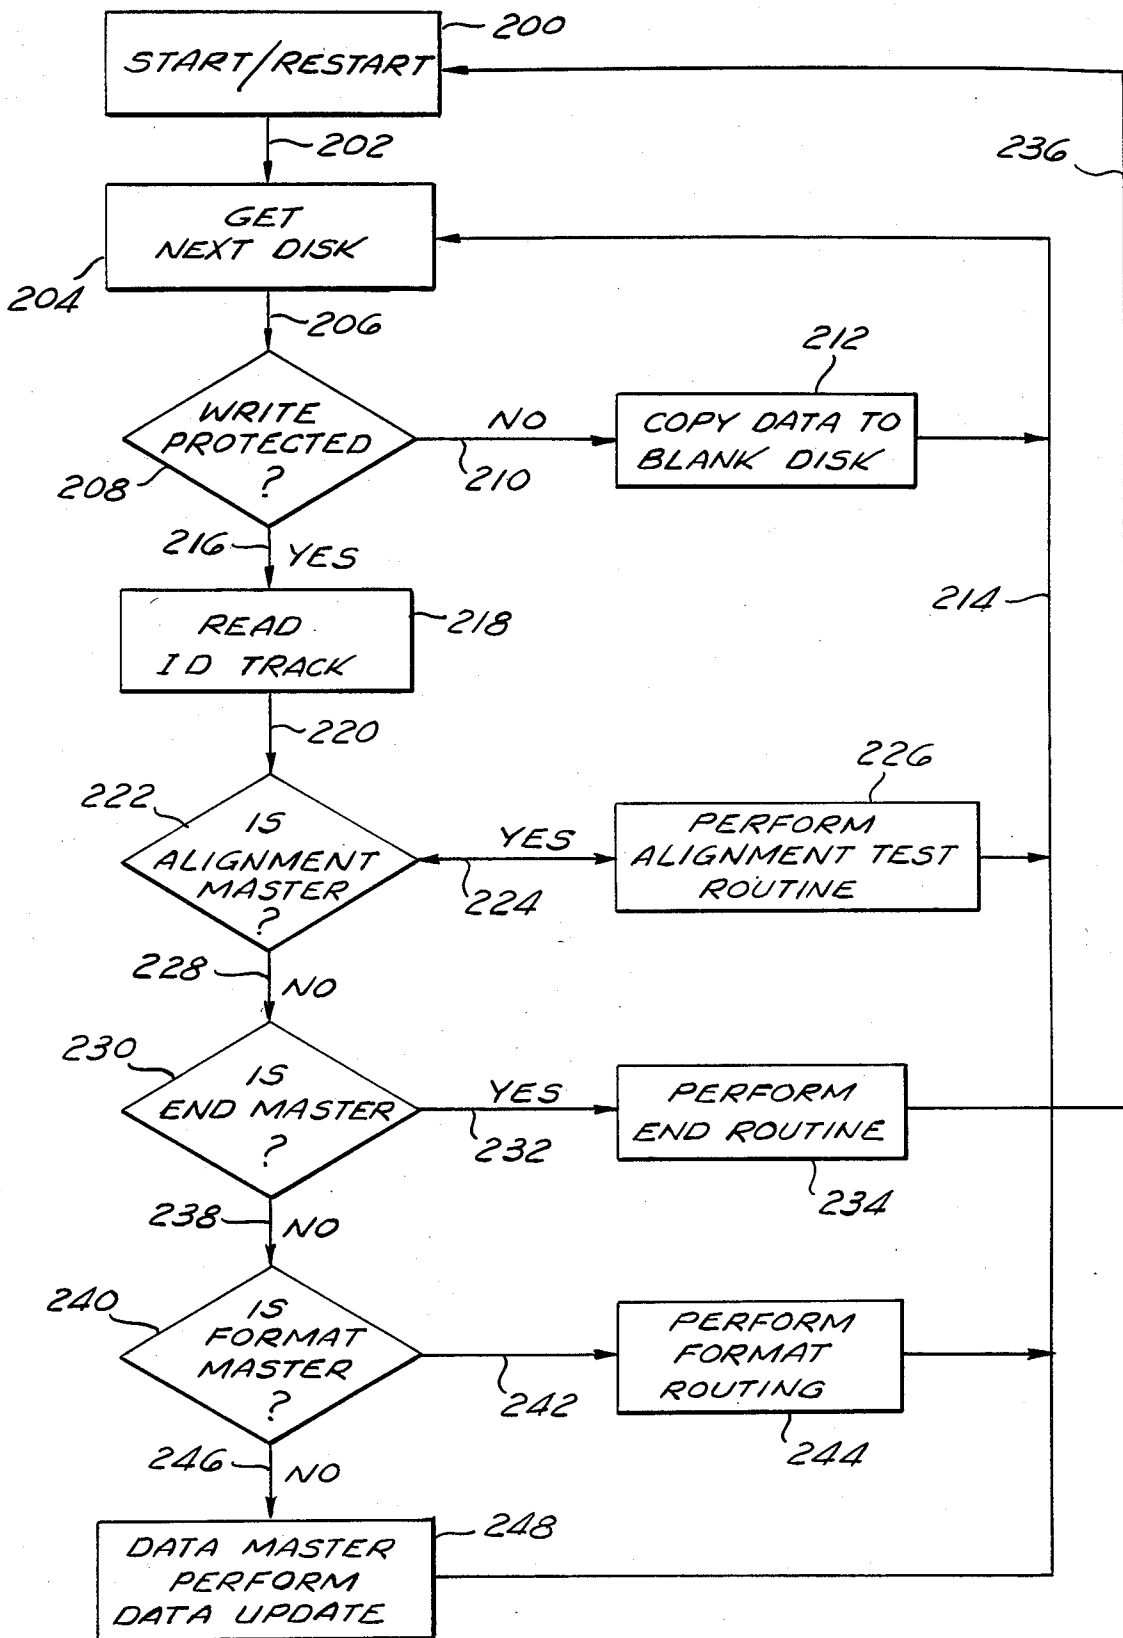 200
START/RESTART
202
236
GET
NEXT DISK
204
206
212
WRITE
PROTECTED
?
NO
COPY DATA TO
BLANK DISK
208
210
216
YES
214
READ
ID TRACK
218
220
226
222
IS
ALIGNMENT
MASTER
?
YES
224
PERFORM
ALIGNMENT TEST
ROUTINE
228
NO
230
IS
END MASTER
?
YES
232
PERFORM
END ROUTINE
234
238
NO
240
IS
FORMAT
MASTER
?
242
PERFORM
FORMAT
ROUTING
244
246
NO
248
DATA MASTER
PERFORM
DATA UPDATE